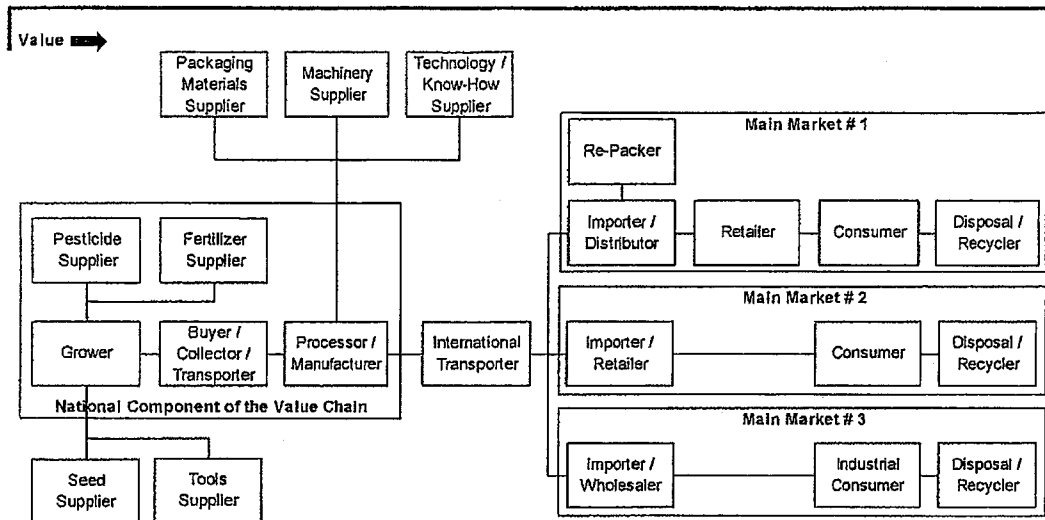 Value
Packaging
Materials
Supplier
Machinery
Supplier
Technology /
Know-How
Supplier
Main Market # 1
Re-Packer
Importer /
Distributor
Retailer
Consumer
Disposal /
Recycler
Pesticide
Supplier
Fertilizer
Supplier
Grower
Buyer /
Collector /
Transporter
Processor /
Manufacturer
National Component of the Value Chain
International
Transporter
Main Market # 2
Importer /
Retailer
Consumer
Disposal /
Recycler
Main Market # 3
Importer /
Wholesaler
Industrial
Consumer
Disposal /
Recycler
Seed
Supplier
Tools
Supplier